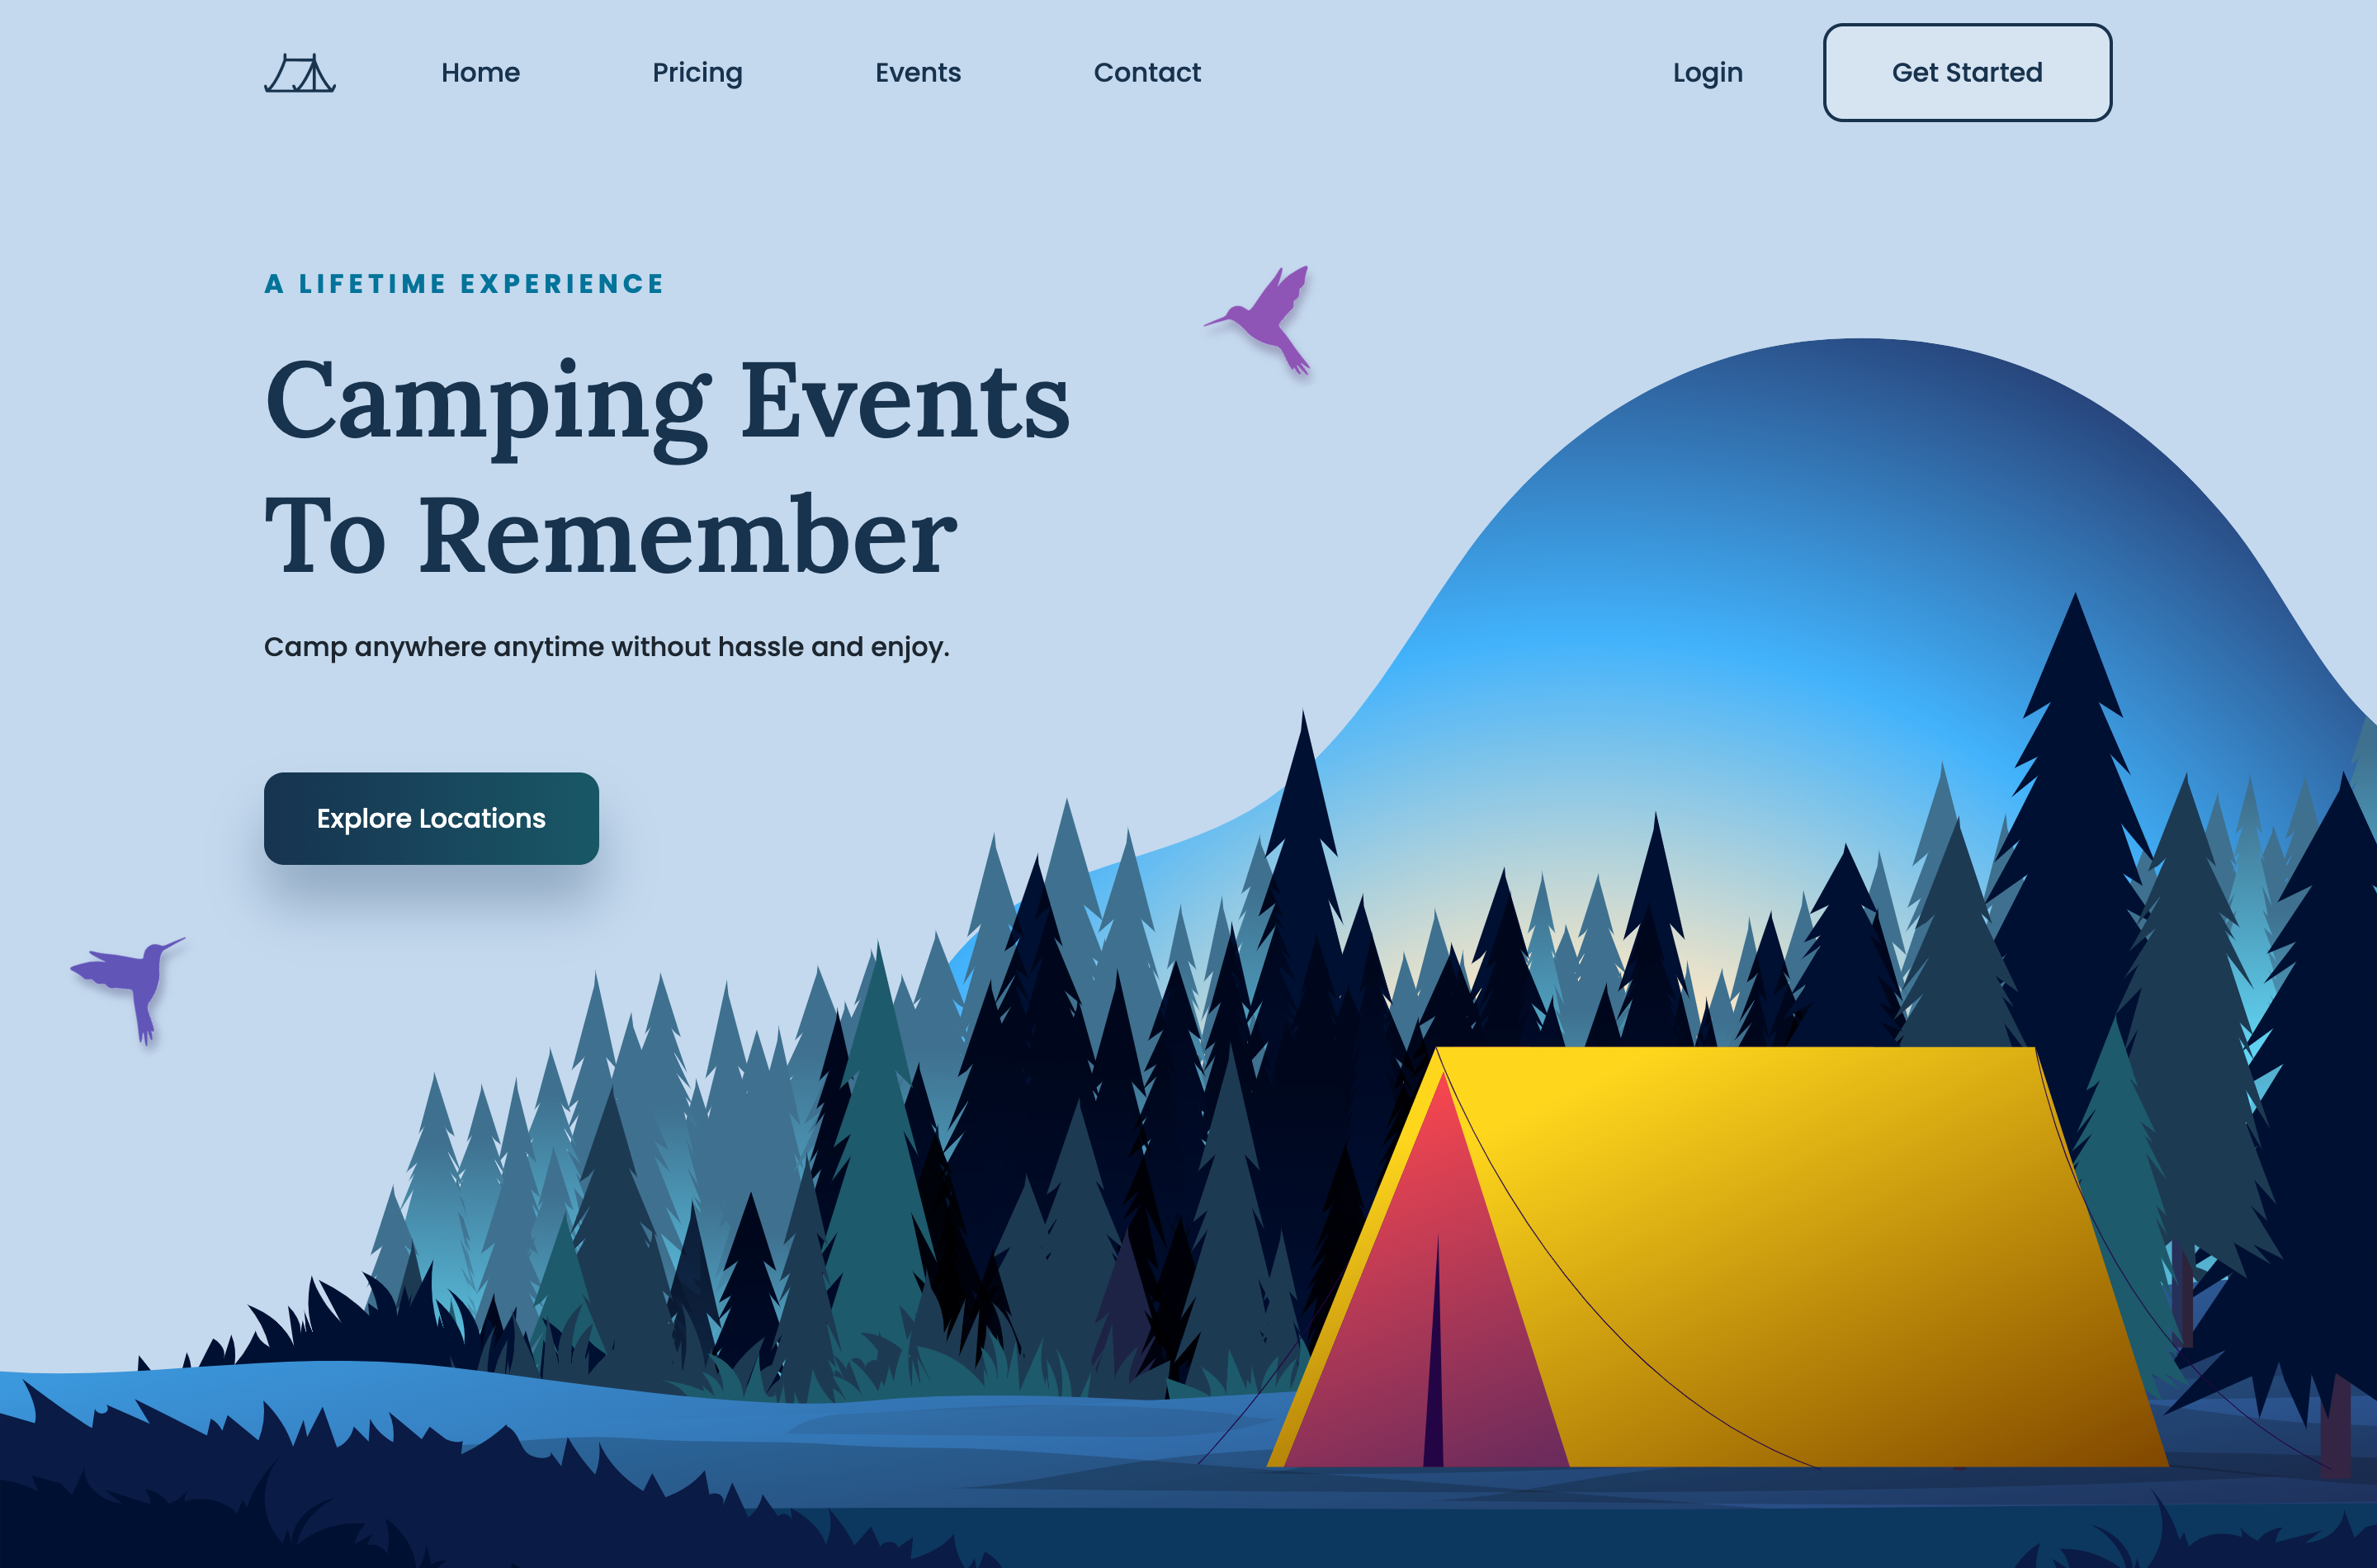 Home Pricing Events Contact Login Get Started
A LIFETIME EXPERIENCE
Camping Events
To Remember
Camp anywhere anytime without hassle and enjoy.
Explore Locations